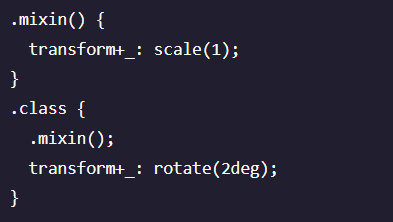 .mixin() {
  transform+_: scale(1);
}
.class {
  .mixin();
  transform+_: rotate(2deg);
}